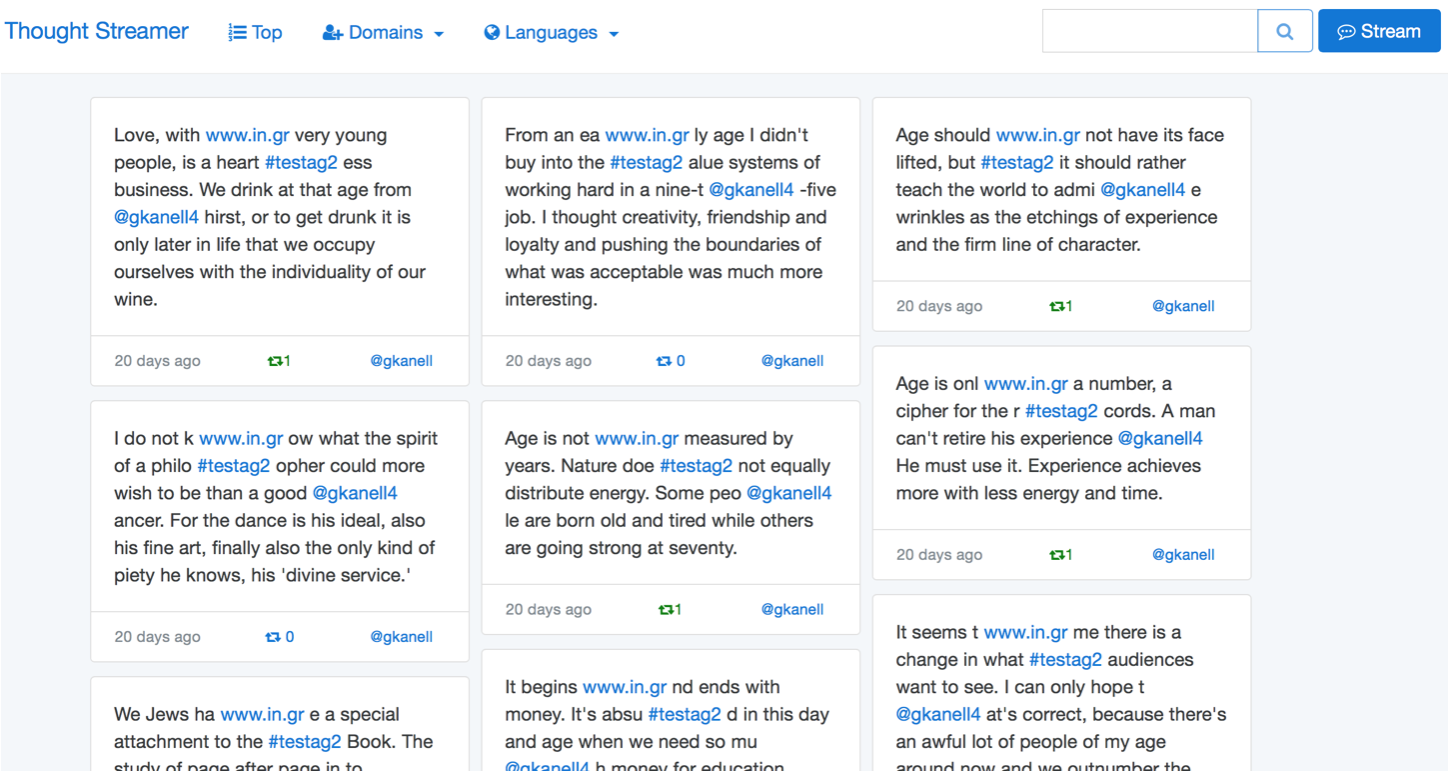 Thought Streamer
Top
Domains
Languages
Stream
Love, with www.in.gr very young
people, is a heart #testag2 ess
business. We drink at that age from
@gkanell4 hirst, or to get drunk it is
only later in life that we occupy
ourselves with the individuality of our
wine.
20 days ago 1 @gkanell
I do not k www.in.gr ow what the spirit
of a philo #testag2 opher could more
wish to be than a good @gkanell4
ancer. For the dance is his ideal, also
his fine art, finally also the only kind of
piety he knows, his 'divine service.'
20 days ago 0 @gkanell
We Jews ha www.in.gr e a special
attachment to the #testag2 Book. The
study of page after page in to
From an ea www.in.gr ly age I didn't
buy into the #testag2 alue systems of
working hard in a nine-t @gkanell4 -five
job. I thought creativity, friendship and
loyalty and pushing the boundaries of
what was acceptable was much more
interesting.
20 days ago 0 @gkanell
Age is not www.in.gr measured by
years. Nature doe #testag2 not equally
distribute energy. Some peo @gkanell4
le are born old and tired while others
are going strong at seventy.
20 days ago 1 @gkanell
It begins www.in.gr nd ends with
money. It's absu #testag2 d in this day
and age when we need so mu
@gkanell4 h money for education
Age should www.in.gr not have its face
lifted, but #testag2 it should rather
teach the world to admi @gkanell4 e
wrinkles as the etchings of experience
and the firm line of character.
20 days ago 1 @gkanell
Age is onl www.in.gr a number, a
cipher for the r #testag2 cords. A man
can't retire his experience @gkanell4
He must use it. Experience achieves
more with less energy and time.
20 days ago 1 @gkanell
It seems t www.in.gr me there is a
change in what #testag2 audiences
want to see. I can only hope t
@gkanell4 at's correct, because there's
an awful lot of people of my age
around now and we outnumber the